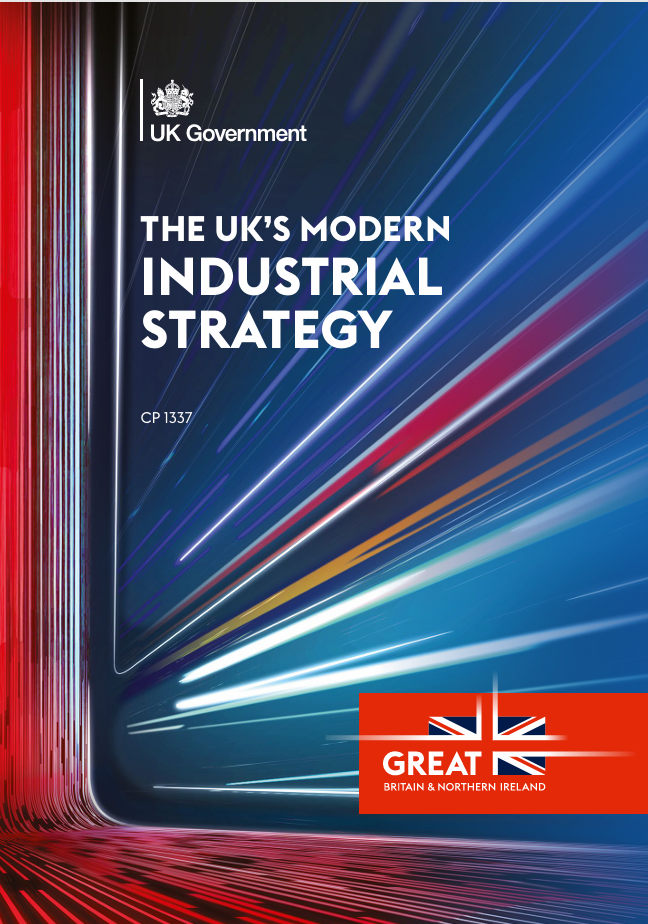 UK Government
THE UK’S MODERN
INDUSTRIAL
STRATEGY
CP 1337
GREAT
BRITAIN & NORTHERN IRELAND